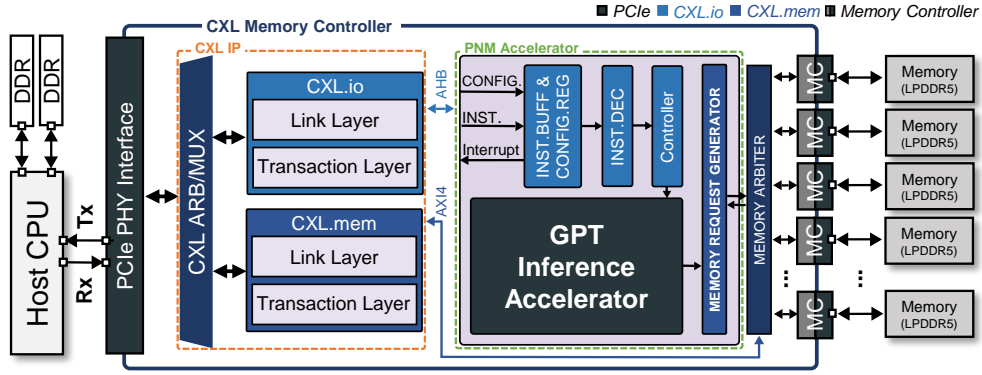 PCIe
CXL.io
CXL.mem
Memory Controller
CXL Memory Controller
DDR
DDR
Host CPU
Tx
Rx
PCIe PHY Interface
CXL IP
CXL ARB/MUX
CXL.io
Link Layer
Transaction Layer
CXL.mem
Link Layer
Transaction Layer
AHB
AXI4
PNM Accelerator
CONFIG.
INST.
Interrupt
INST.BUFF &
CONFIG.REG
INST.DEC
Controller
GPT
Inference
Accelerator
MEMORY REQUEST GENERATOR
MEMORY ARBITER
MC
Memory
(LPDDR5)
MC
Memory
(LPDDR5)
MC
Memory
(LPDDR5)
MC
Memory
(LPDDR5)
...
...
MC
Memory
(LPDDR5)